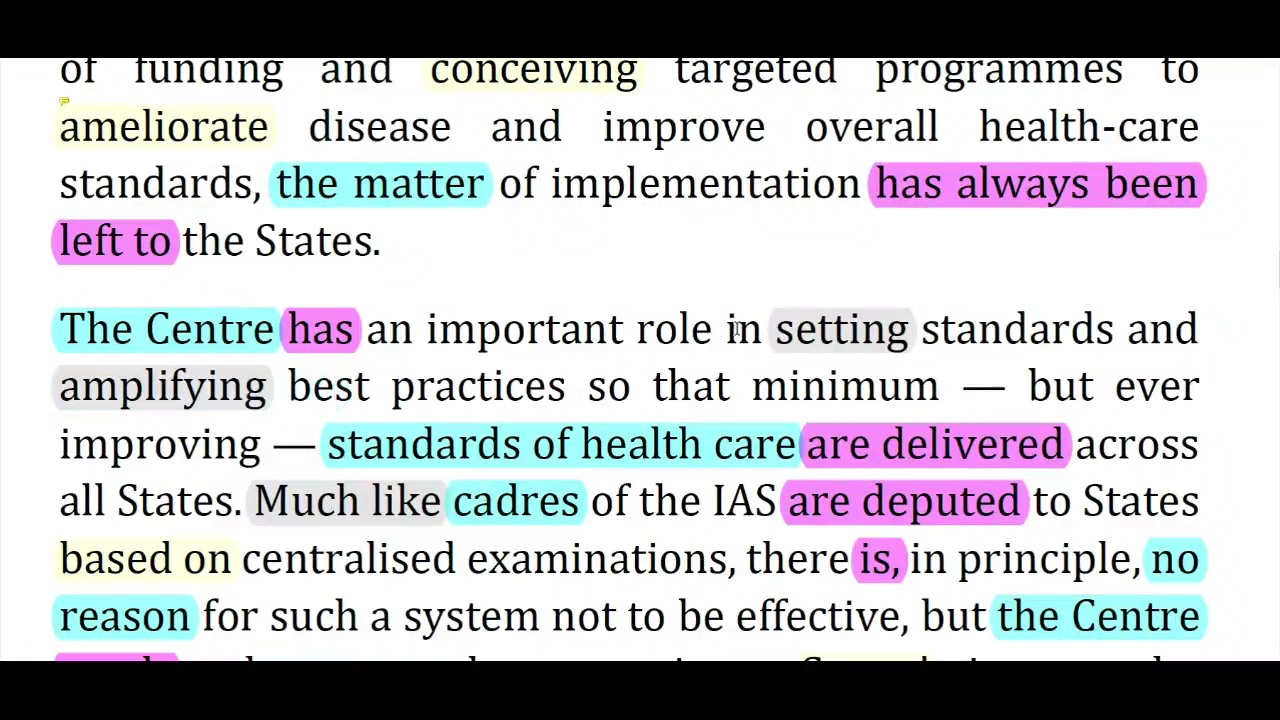 of funding and conceiving targeted programmes to
ameliorate disease and improve overall health-care
standards, the matter of implementation has always been
left to the States.
The Centre has an important role in setting standards and
amplifying best practices so that minimum — but ever
improving — standards of health care are delivered across
all States. Much like cadres of the IAS are deputed to States
based on centralised examinations, there is, in principle, no
reason for such a system not to be effective, but the Centre